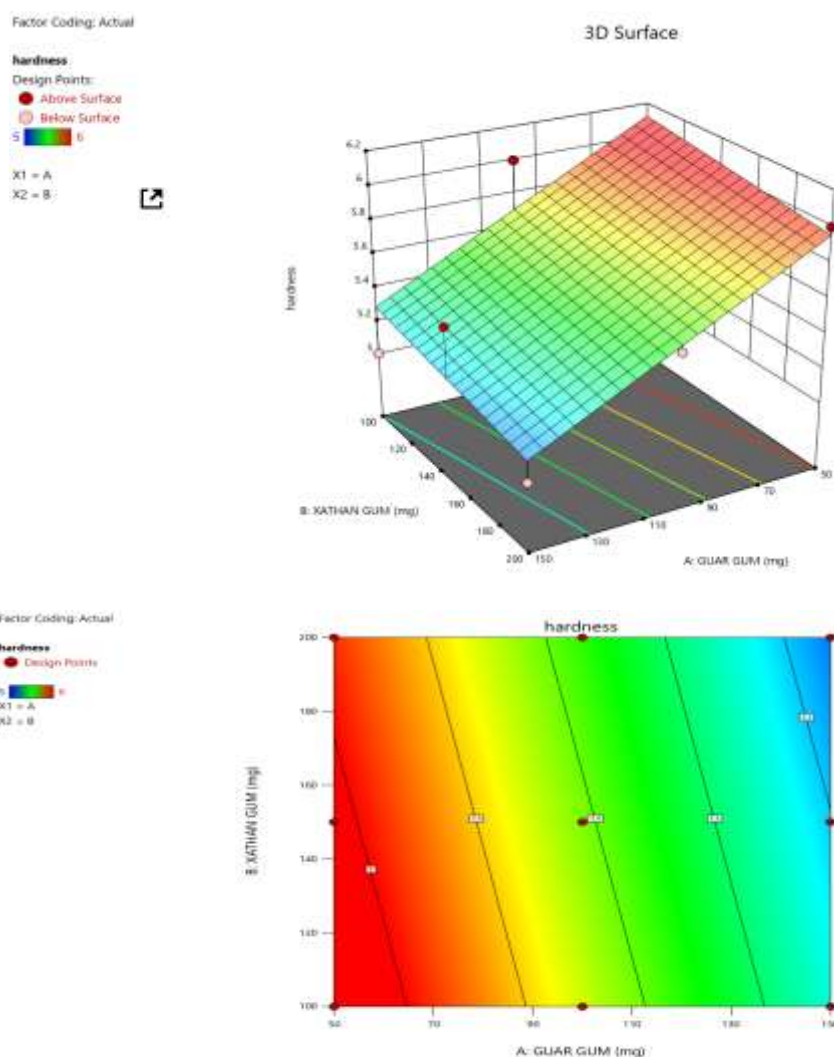 Factor Coding: Actual
3D Surface
hardness
Design Points:
Above Surface
Below Surface
5 6
X1 = A
X2 = B
6.2
6
5.8
5.6
5.4
5.2
5
hardness
100
120
140
160
180
200
B: XATHAN GUM (mg)
150
130
110
90
70
50
A: GUAR GUM (mg)
Factor Coding: Actual
hardness
hardness
Design Points
5 6
X1 = A
X2 = B
200
180
160
140
120
100
B: XATHAN GUM (mg)
50
70
90
110
130
150
A: GUAR GUM (mg)